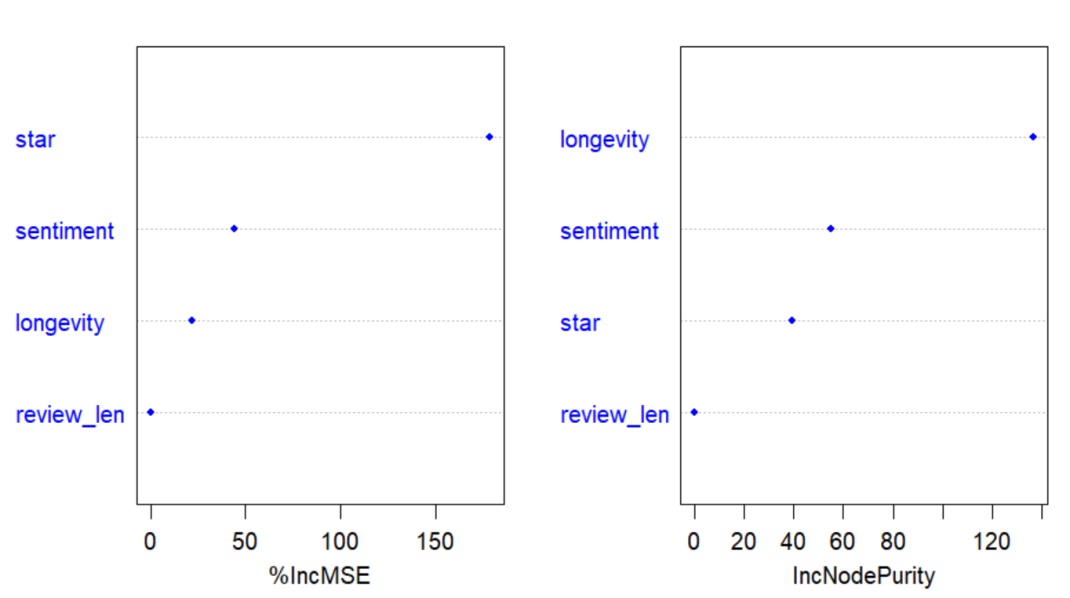 star
sentiment
longevity
review_len
0 50 100 150
%IncMSE
longevity
sentiment
star
review_len
0 20 40 60 80 120
IncNodePurity